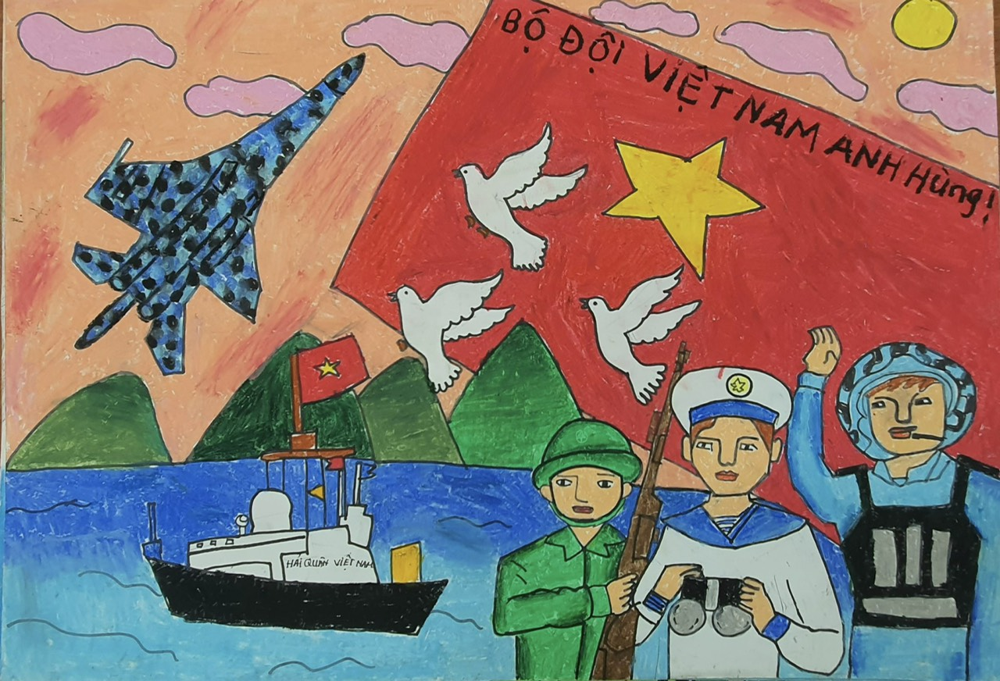 BỘ ĐỘI VIỆT NAM ANH Hùng!
HẢI QUÂN VIỆT NAM